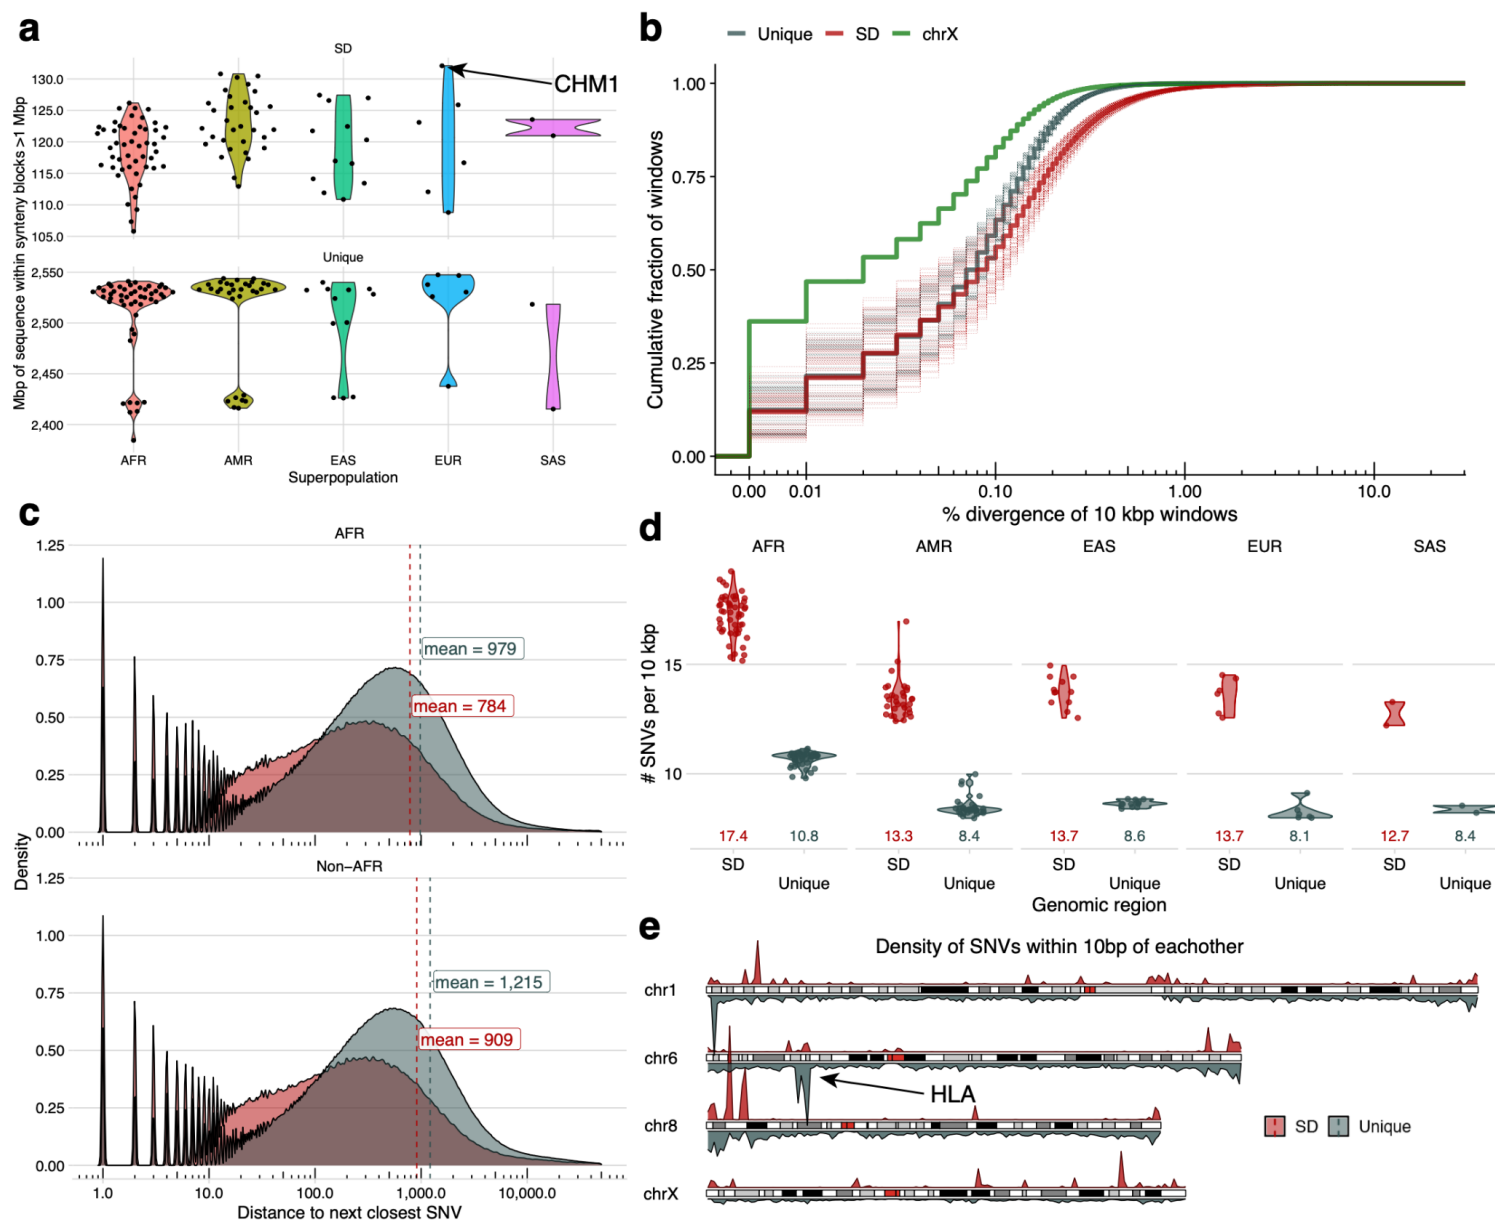 a
SD
Mbp of sequence within synteny blocks >1 Mbp
130.0
125.0
120.0
115.0
110.0
105.0
CHM1
Unique
2,550
2,500
2,450
2,400
AFR AMR EAS EUR SAS
Superpopulation
b
Unique SD chrX
Cumulative fraction of windows
1.00
0.75
0.50
0.25
0.00
0.00 0.01 0.10 1.00 10.0
% divergence of 10 kbp windows
c
AFR
Density
1.25
1.00
0.75
0.50
0.25
0.00
mean = 979
mean = 784
Non-AFR
1.25
1.00
0.75
0.50
0.25
0.00
mean = 1,215
mean = 909
1.0 10.0 100.0 1,000.0 10,000.0
Distance to next closest SNV
d
AFR AMR EAS EUR SAS
# SNVs per 10 kbp
15
10
17.4 10.8 13.3 8.4 13.7 8.6 13.7 8.1 12.7 8.4
SD SD SD SD SD
Unique Unique Unique Unique Unique
Genomic region
e
Density of SNVs within 10bp of eachother
chr1
chr6
HLA
chr8
SD Unique
chrX